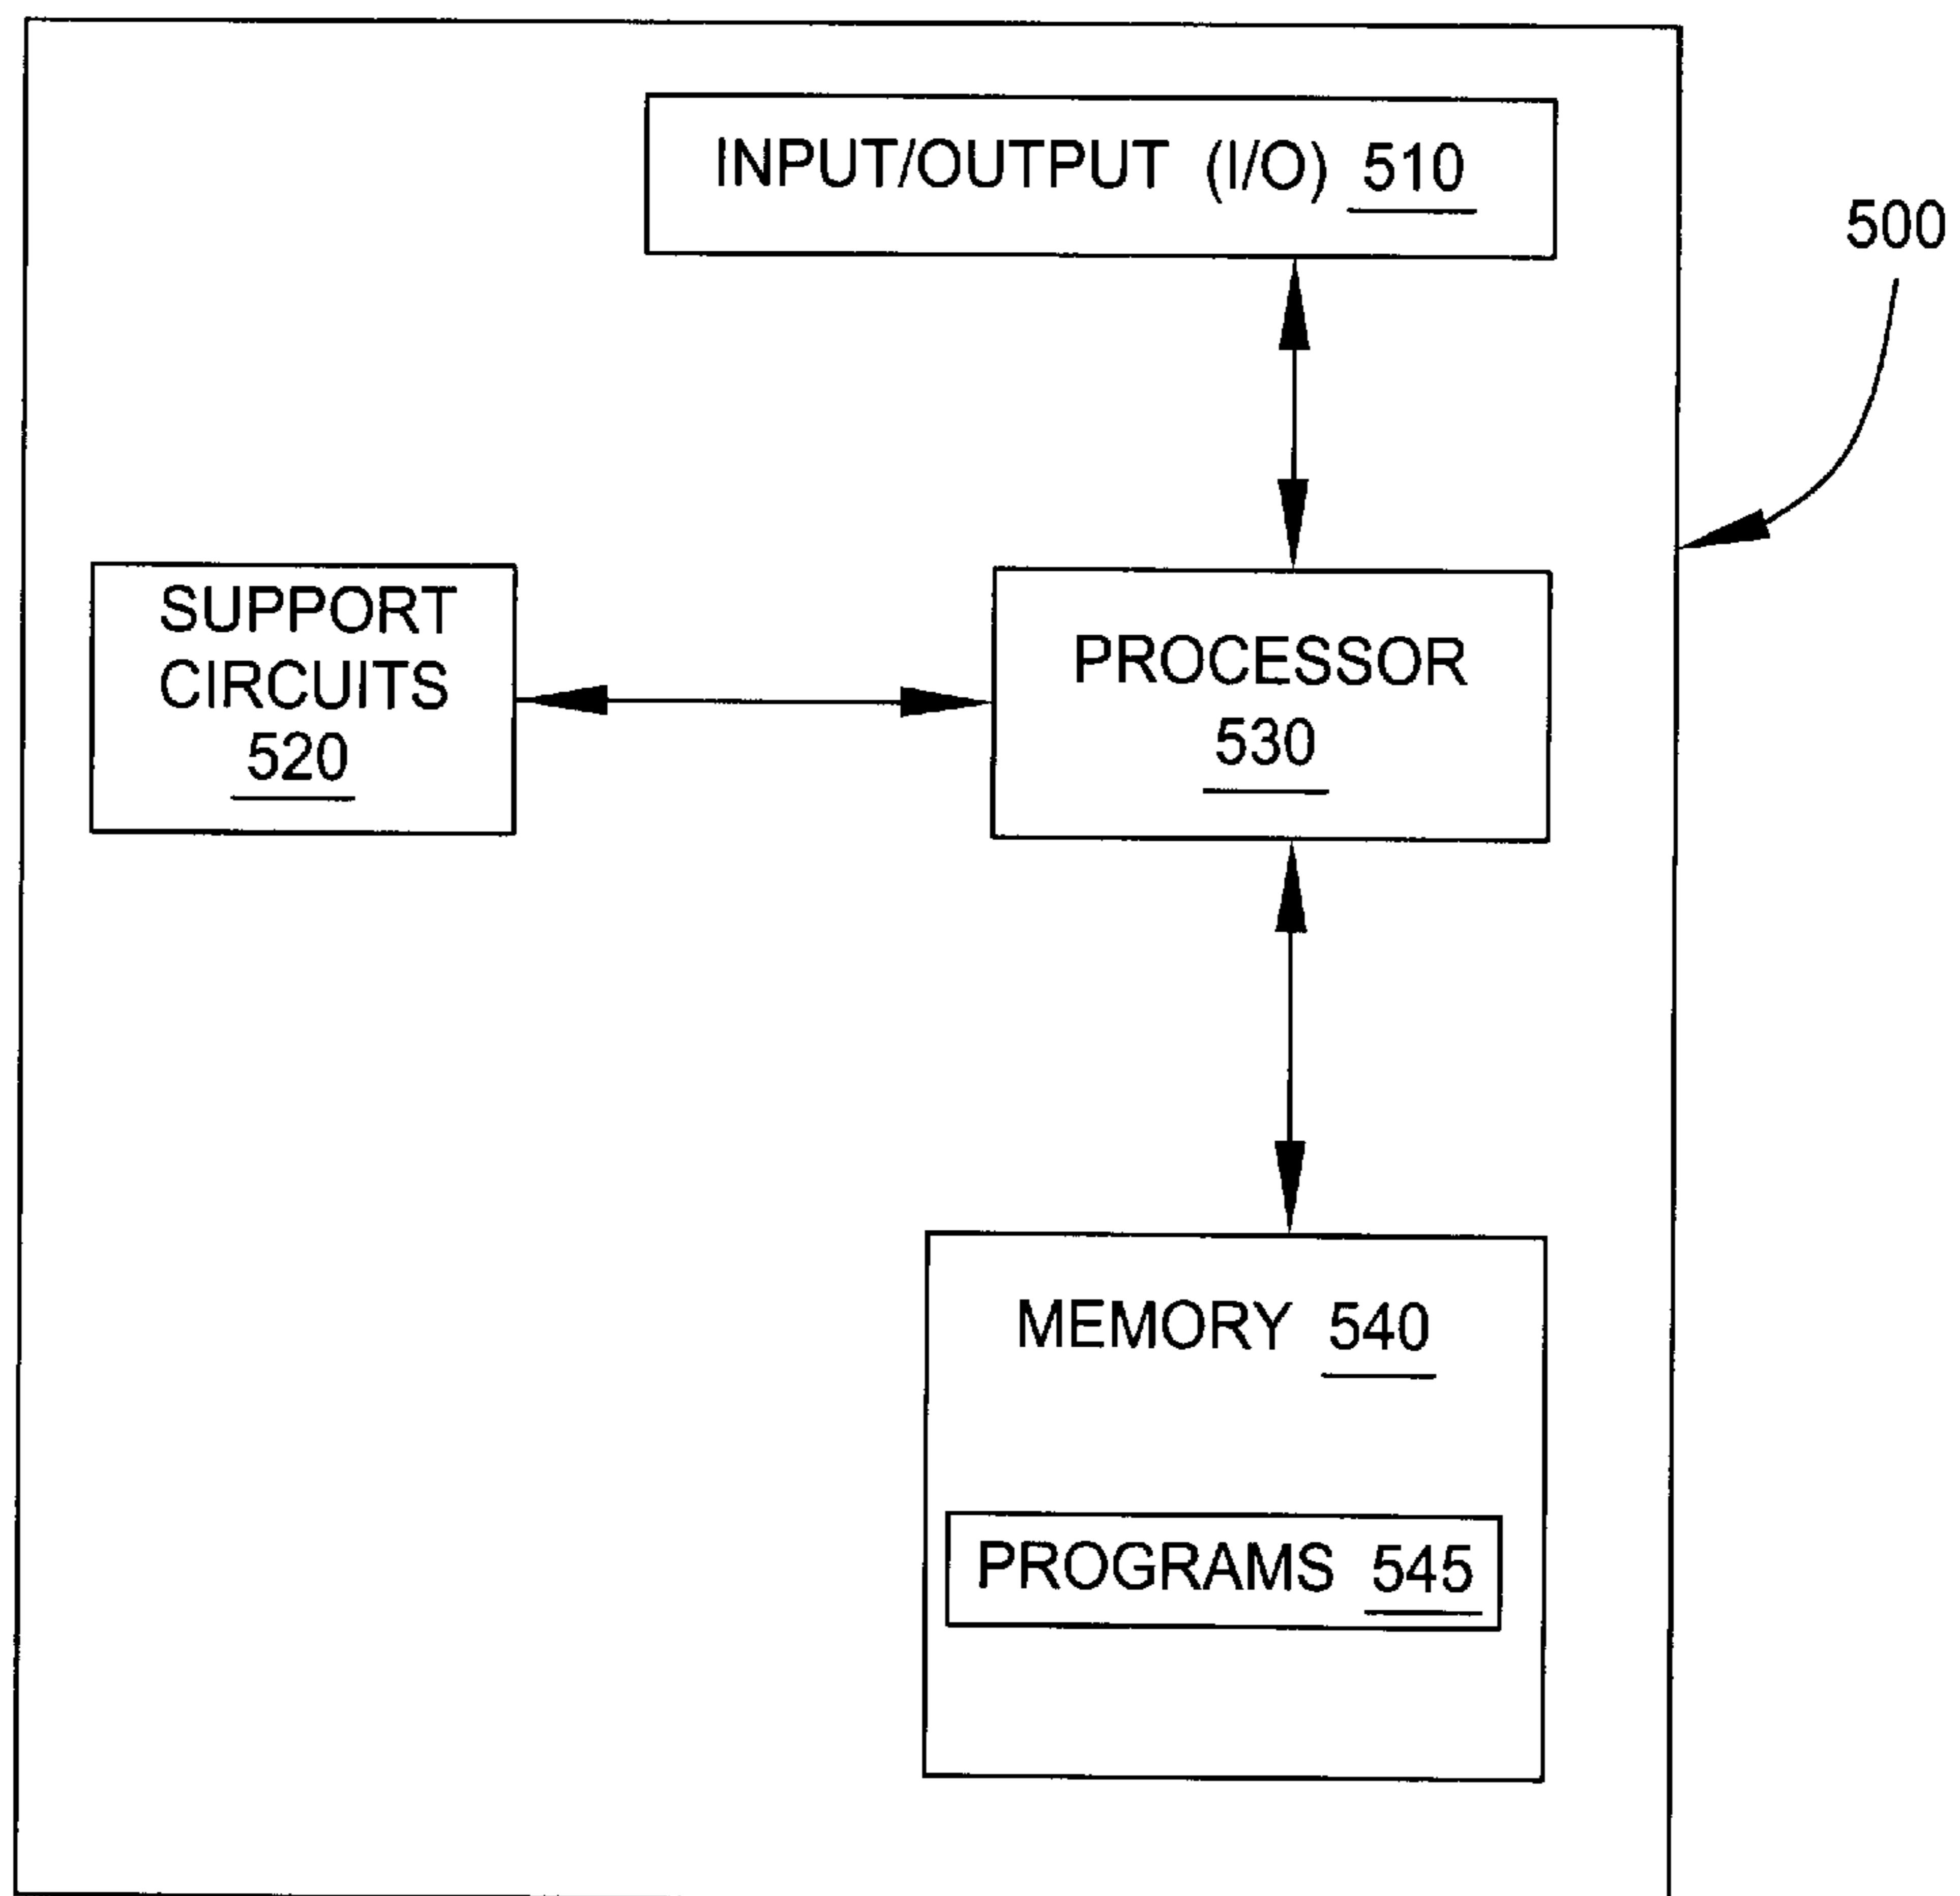 INPUT/OUTPUT (I/O) 510
500
SUPPORT
CIRCUITS
520
PROCESSOR
530
MEMORY 540
PROGRAMS 545